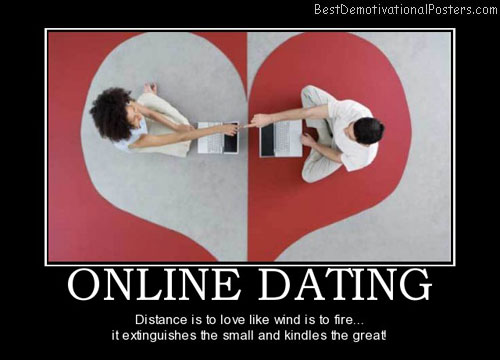 BestDemotivationalPosters.com
ONLINE DATING
Distance is to love like wind is to fire...
it extinguishes the small and kindles the great!